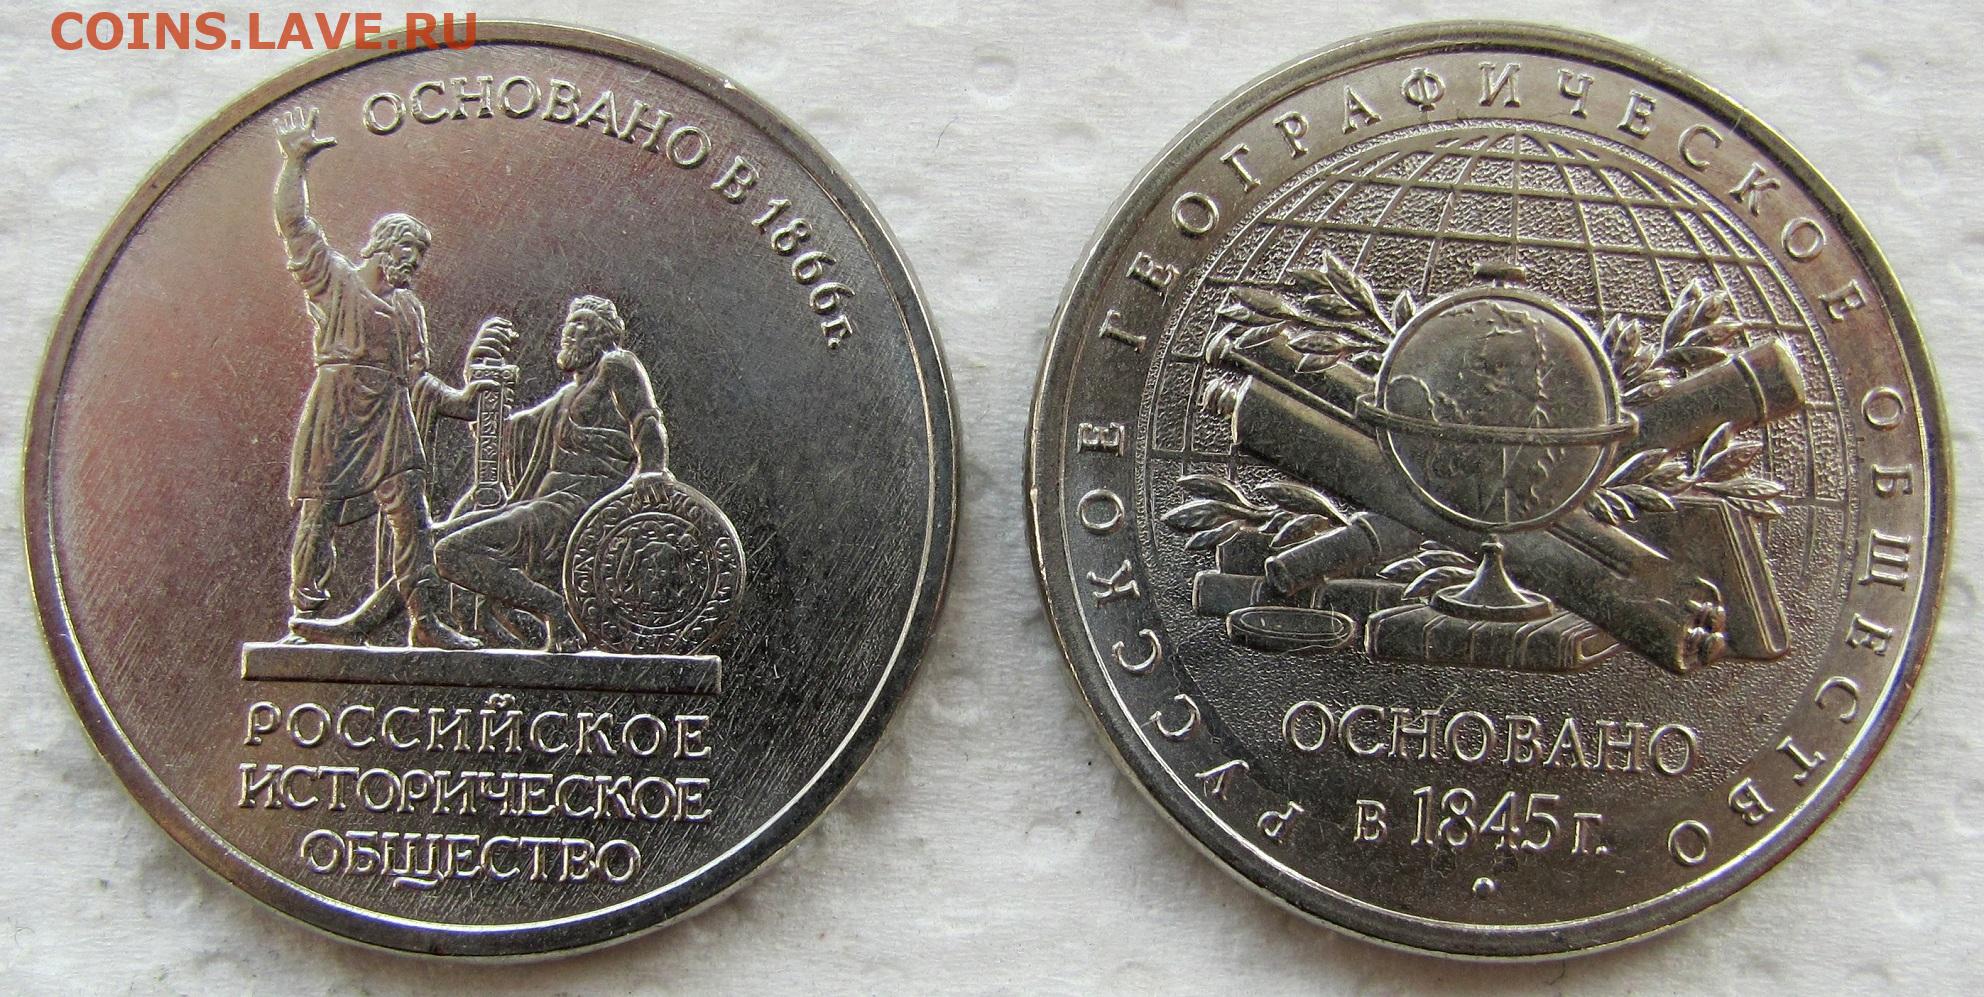 COINS.LAVE.RU
ОСНОВАНО В 1866г.
РОССИЙСКОЕ
ИСТОРИЧЕСКОЕ
ОБЩЕСТВО
РУССКОЕ ГЕОГРАФИЧЕСКОЕ ОБЩЕСТВО
ОСНОВАНО
В 1845 Г.